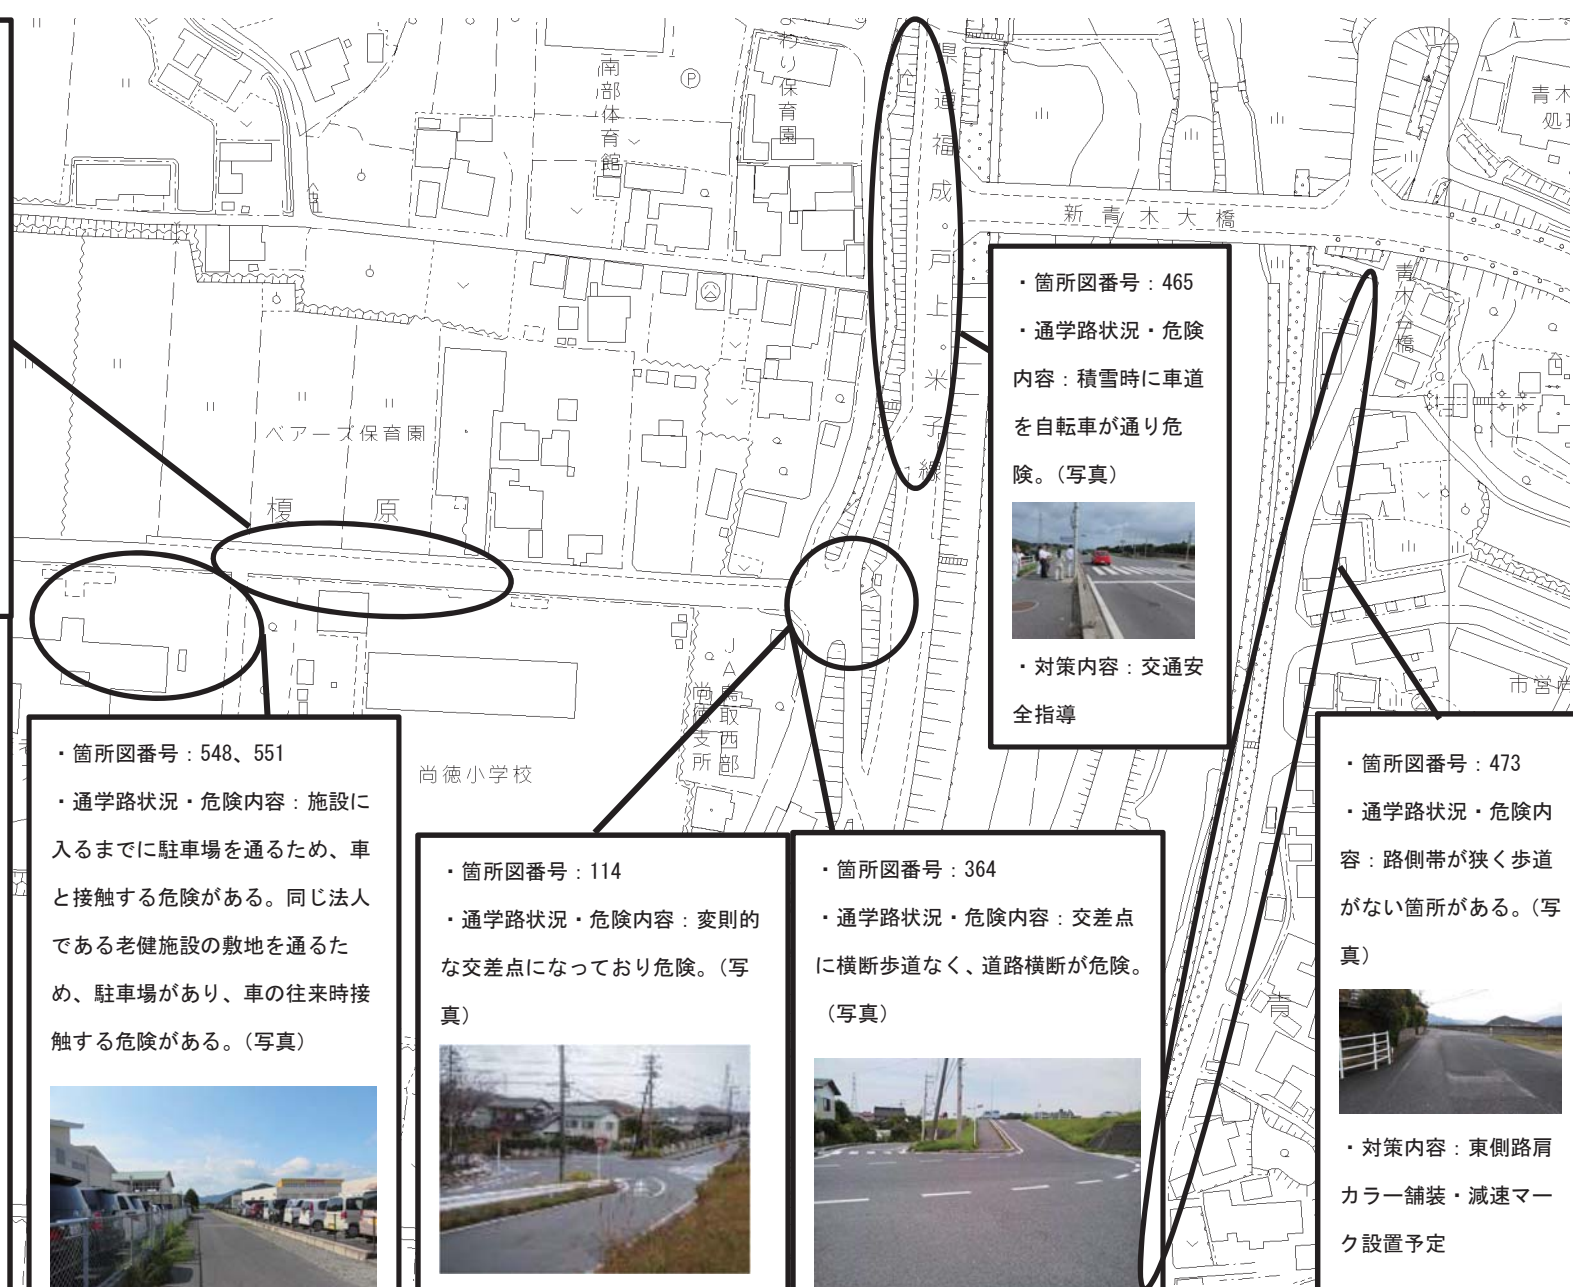 南部体育館
わり保育園
県道福成・戸上上米子線
新青木大橋
青木
処理
青木谷橋
ベアーズ保育園
榎原
尚徳小学校
JA鳥取西部
尚徳支所
市営尚
青
・箇所図番号：465
・通学路状況・危険
内容：積雪時に車道
を自転車が通り危
険。（写真）
・対策内容：交通安
全指導
・箇所図番号：548、551
・通学路状況・危険内容：施設に
入るまでに駐車場を通るため、車
と接触する危険がある。同じ法人
である老健施設の敷地を通るた
め、駐車場があり、車の往来時接
触する危険がある。（写真）
・箇所図番号：114
・通学路状況・危険内容：変則的
な交差点になっており危険。（写
真）
・箇所図番号：364
・通学路状況・危険内容：交差点
に横断歩道なく、道路横断が危険。
（写真）
・箇所図番号：473
・通学路状況・危険内
容：路側帯が狭く歩道
がない箇所がある。（写
真）
・対策内容：東側路肩
カラー舗装・減速マー
ク設置予定